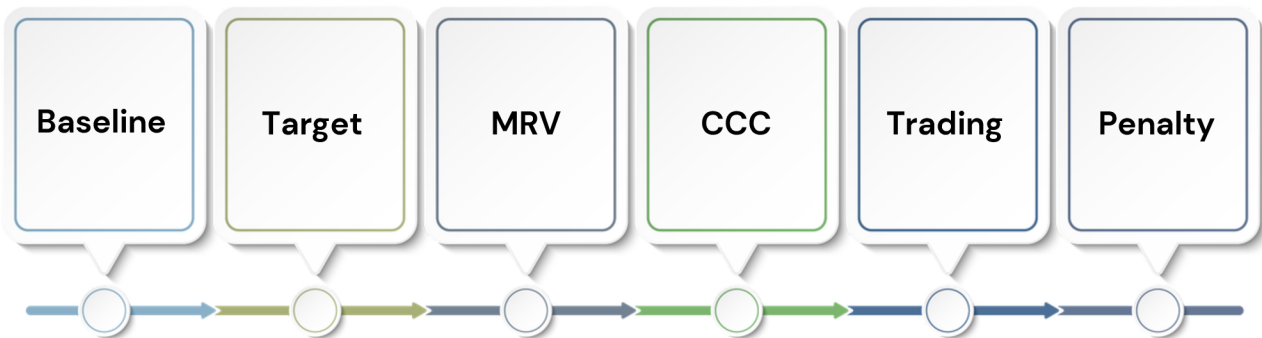 Baseline
Target
MRV
CCC
Trading
Penalty